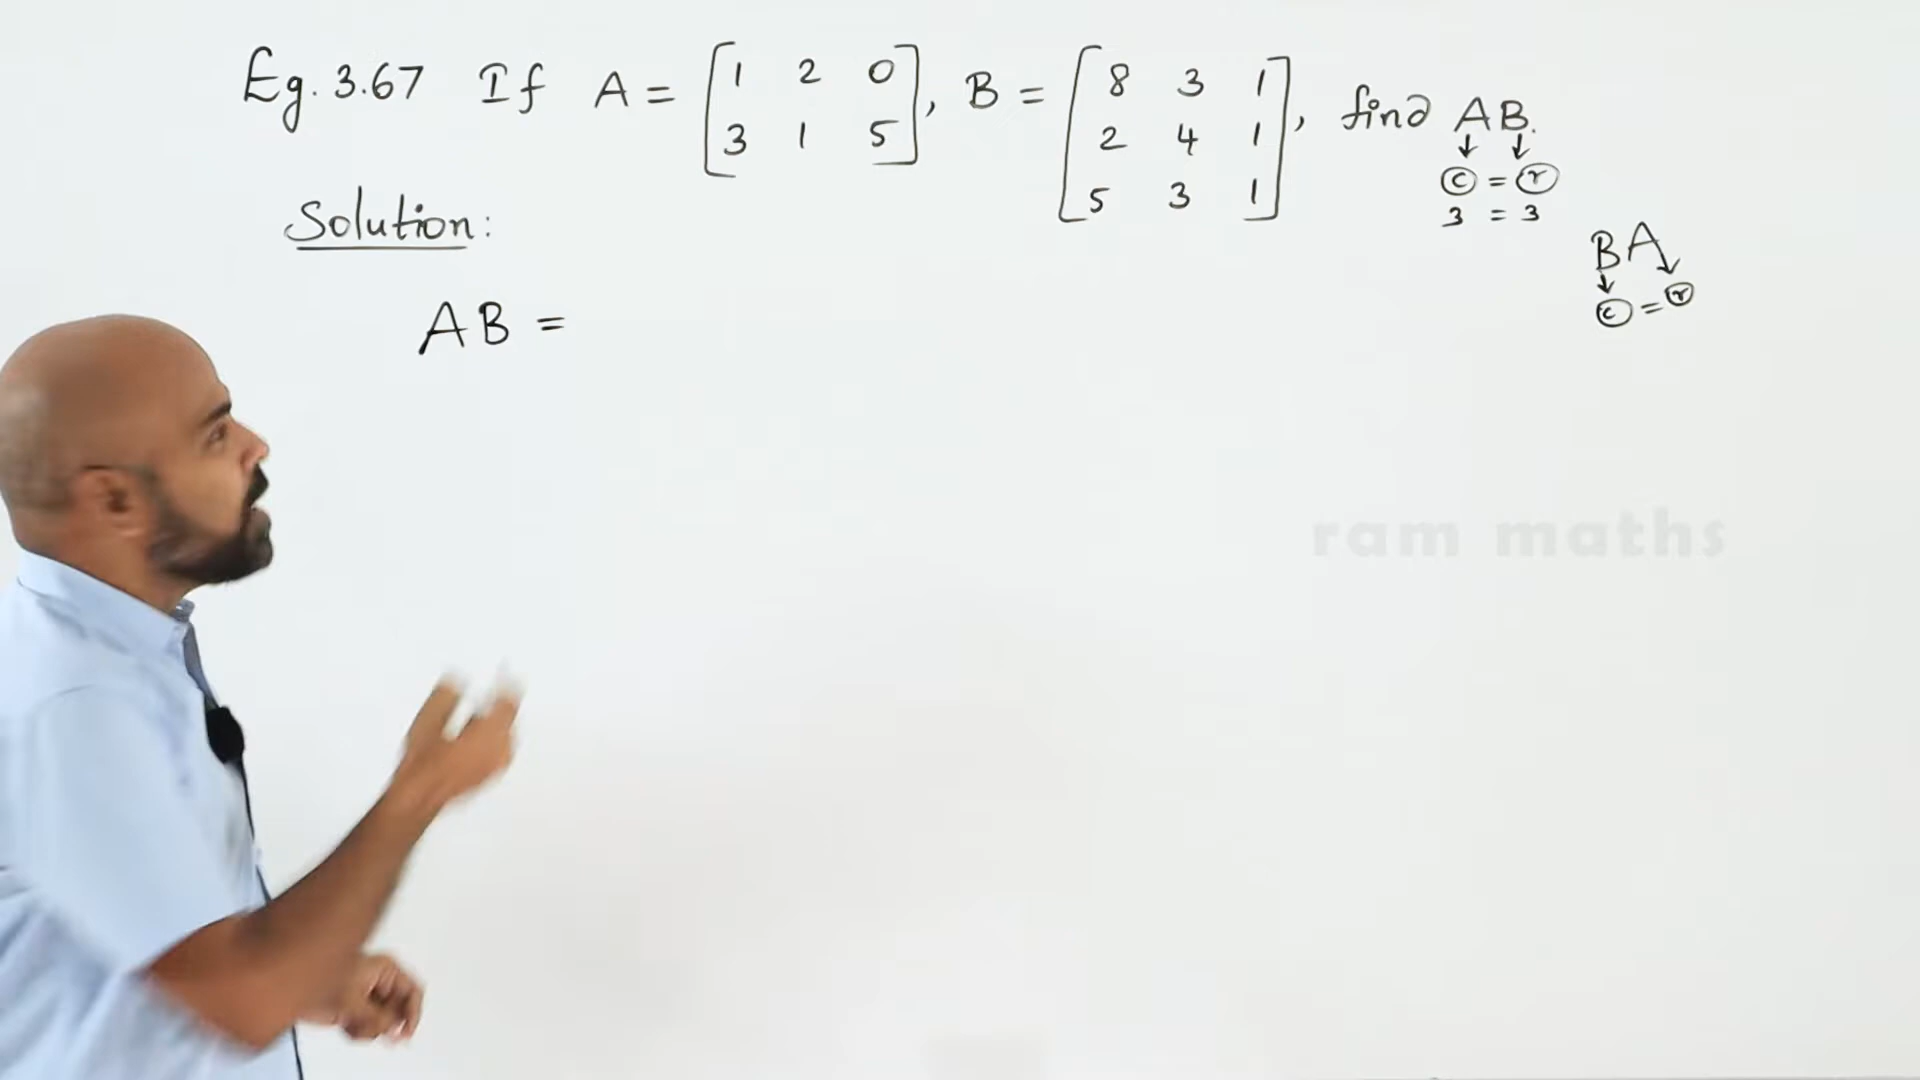 Eg. 3.67 If A = [1 2 0 3 1 5], B = [8 3 1 2 4 1 5 3 1], find AB.
↓ ↓
ⓒ = ⓡ
3 = 3
Solution:
BA
↓ ↓
ⓒ = ⓡ
AB =
ram maths